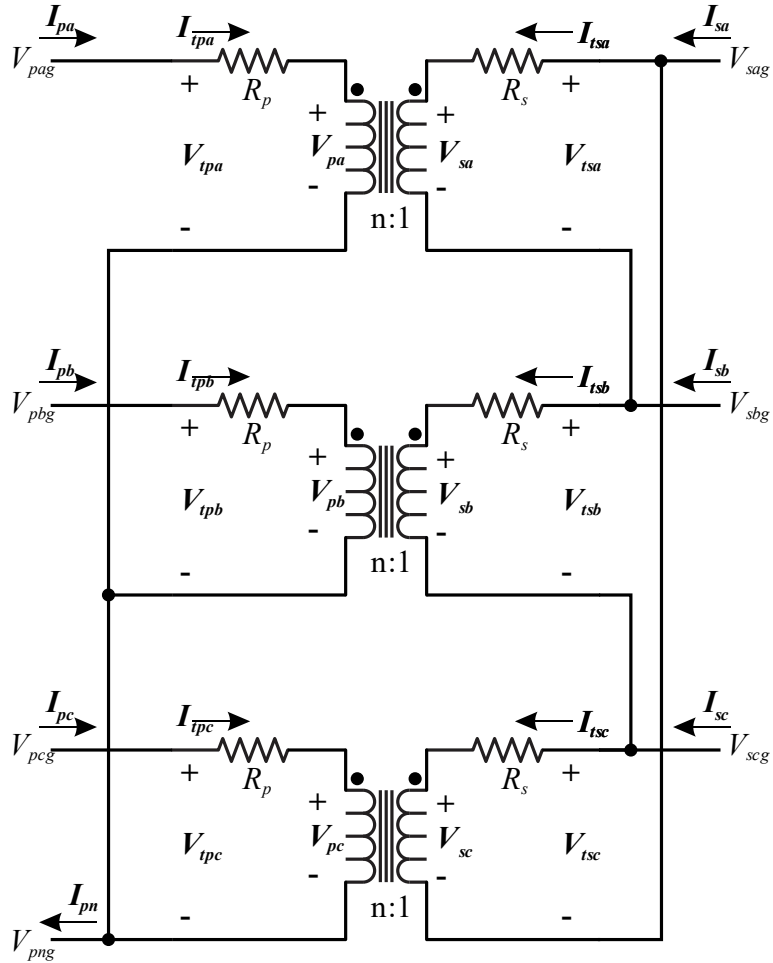 I_pa I_tpa I_tsa I_sa
V_pag R_p R_s V_sag
+ + + +
V_tpa V_pa V_sa V_tsa
- - - -
n:1
I_pb I_tpb I_tsb I_sb
V_pbg R_p R_s V_sbg
+ + + +
V_tpb V_pb V_sb V_tsb
- - - -
n:1
I_pc I_tpc I_tsc I_sc
V_pcg R_p R_s V_scg
+ + + +
V_tpc V_pc V_sc V_tsc
- - - -
n:1
I_pn
V_png